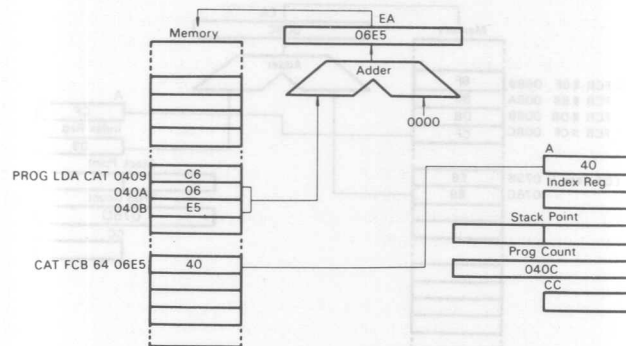 EA
06E5
Memory
Adder
0000
A
40
Index Reg
Stack Point
Prog Count
040C
CC
PROG LDA CAT 0409 C6
040A 06
040B E5
CAT FCB 64 06E5 40